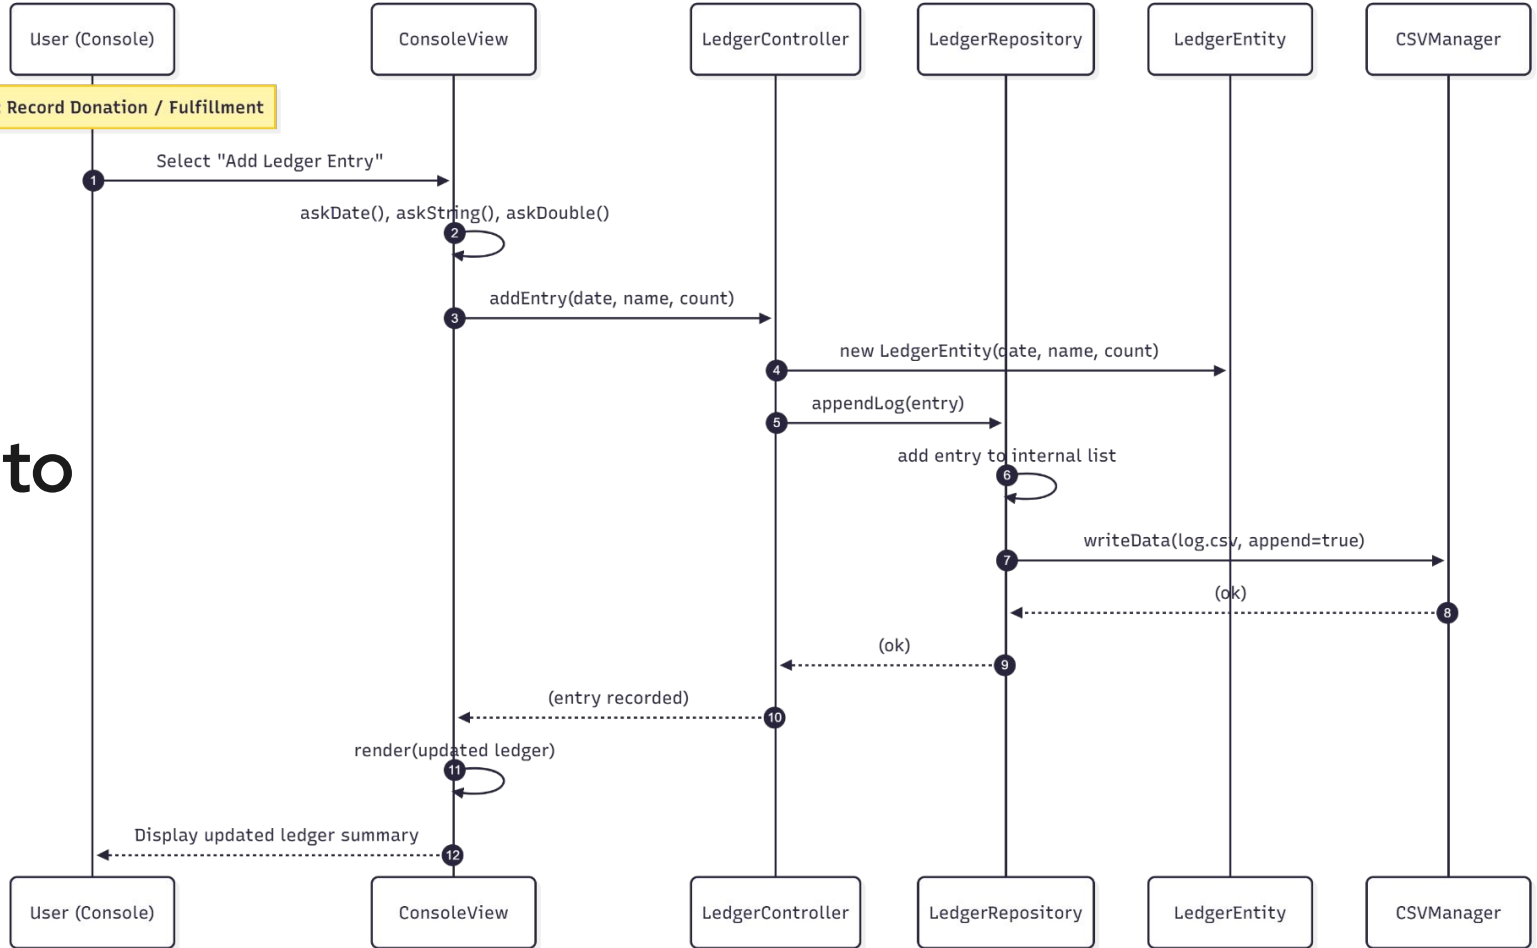 User (Console)
ConsoleView
LedgerController
LedgerRepository
LedgerEntity
CSVManager
: Record Donation / Fulfillment
Select "Add Ledger Entry"
1
askDate(), askString(), askDouble()
2
addEntry(date, name, count)
3
new LedgerEntity(date, name, count)
4
appendLog(entry)
5
to
add entry to internal list
6
writeData(log.csv, append=true)
7
(ok)
8
(ok)
9
(entry recorded)
10
render(updated ledger)
11
Display updated ledger summary
12
User (Console)
ConsoleView
LedgerController
LedgerRepository
LedgerEntity
CSVManager